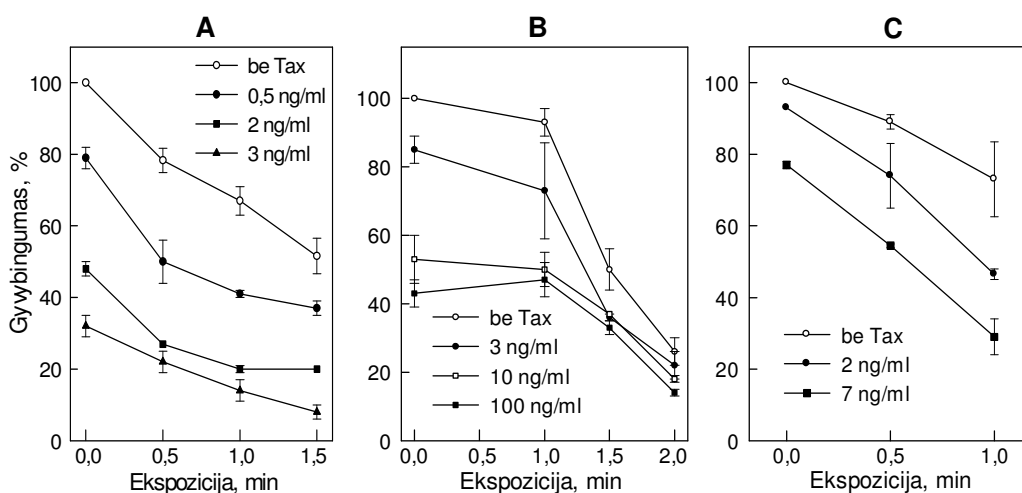 A
B
C
Gyvybingumas, %
100
80
60
40
20
0
be Tax
0,5 ng/ml
2 ng/ml
3 ng/ml
0,0
0,5
1,0
1,5
Ekspozicija, min
100
80
60
40
20
0
be Tax
3 ng/ml
10 ng/ml
100 ng/ml
0,0
1,0
1,5
2,0
Ekspozicija, min
100
80
60
40
20
0
be Tax
2 ng/ml
7 ng/ml
0,0
0,5
1,0
Ekspozicija, min